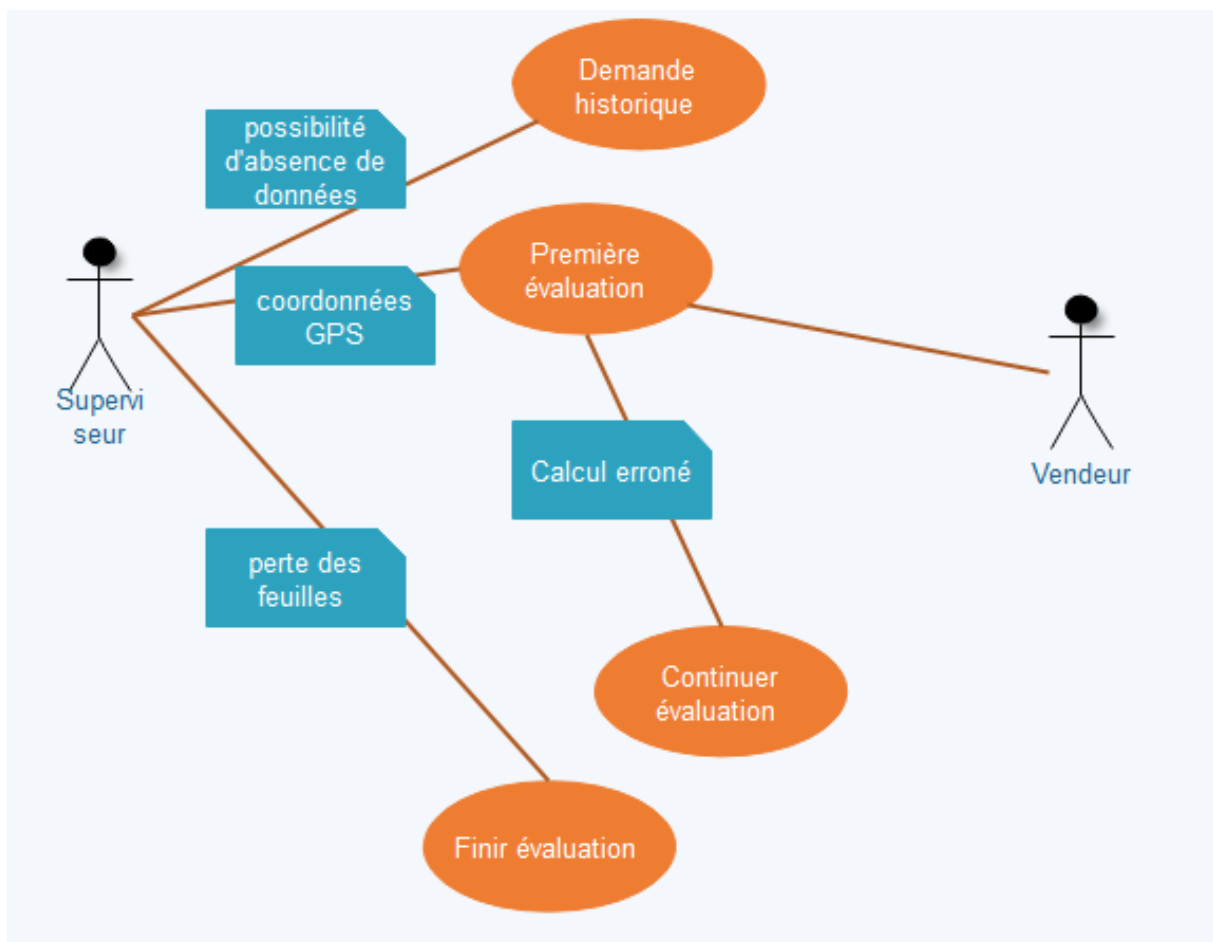 Demande
historique
possibilité
d'absence de
données
Première
évaluation
coordonnées
GPS
Supervi
seur
Calcul erroné
Vendeur
perte des
feuilles
Continuer
évaluation
Finir évaluation